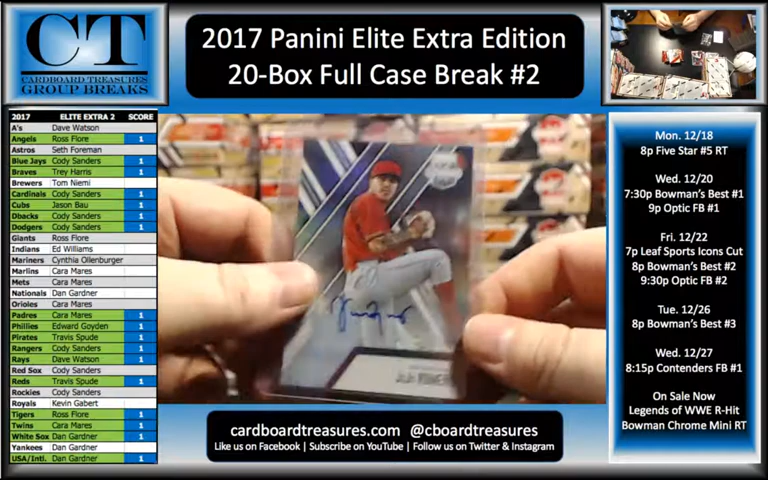 CT
CARDBOARD TREASURES
GROUP BREAKS
2017 Panini Elite Extra Edition
20-Box Full Case Break #2
2017 ELITE EXTRA 2 SCORE
A's Dave Watson
Angels Ross Flore 1
Astros Seth Foreman
Blue Jays Cody Sanders 1
Braves Trey Harris 1
Brewers Tom Niemi
Cardinals Cody Sanders 1
Cubs Jason Bau 1
Dbacks Cody Sanders 1
Dodgers Cody Sanders 1
Giants Ross Flore
Indians Ed Williams
Mariners Cynthia Ollenburger
Marlins Cara Mares
Mets Cara Mares
Nationals Dan Gardner
Orioles Cara Mares
Padres Cara Mares 1
Phillies Edward Goyden 1
Pirates Travis Spude 1
Rangers Cody Sanders 1
Rays Dave Watson 1
Red Sox Cody Sanders
Reds Travis Spude 1
Rockies Cody Sanders
Royals Kevin Gabert
Tigers Ross Flore 1
Twins Cara Mares 1
White Sox Dan Gardner 1
Yankees Dan Gardner
USA/Intl. Dan Gardner 1
Mon. 12/18
8p Five Star #5 RT
Wed. 12/20
7:30p Bowman's Best #1
9p Optic FB #1
Fri. 12/22
7p Leaf Sports Icons Cut
8p Bowman's Best #2
9:30p Optic FB #2
Tue. 12/26
8p Bowman's Best #3
Wed. 12/27
8:15p Contenders FB #1
On Sale Now
Legends of WWE R-Hit
Bowman Chrome Mini RT
cardboardtreasures.com @cboardtreasures
Like us on Facebook | Subscribe on YouTube | Follow us on Twitter & Instagram